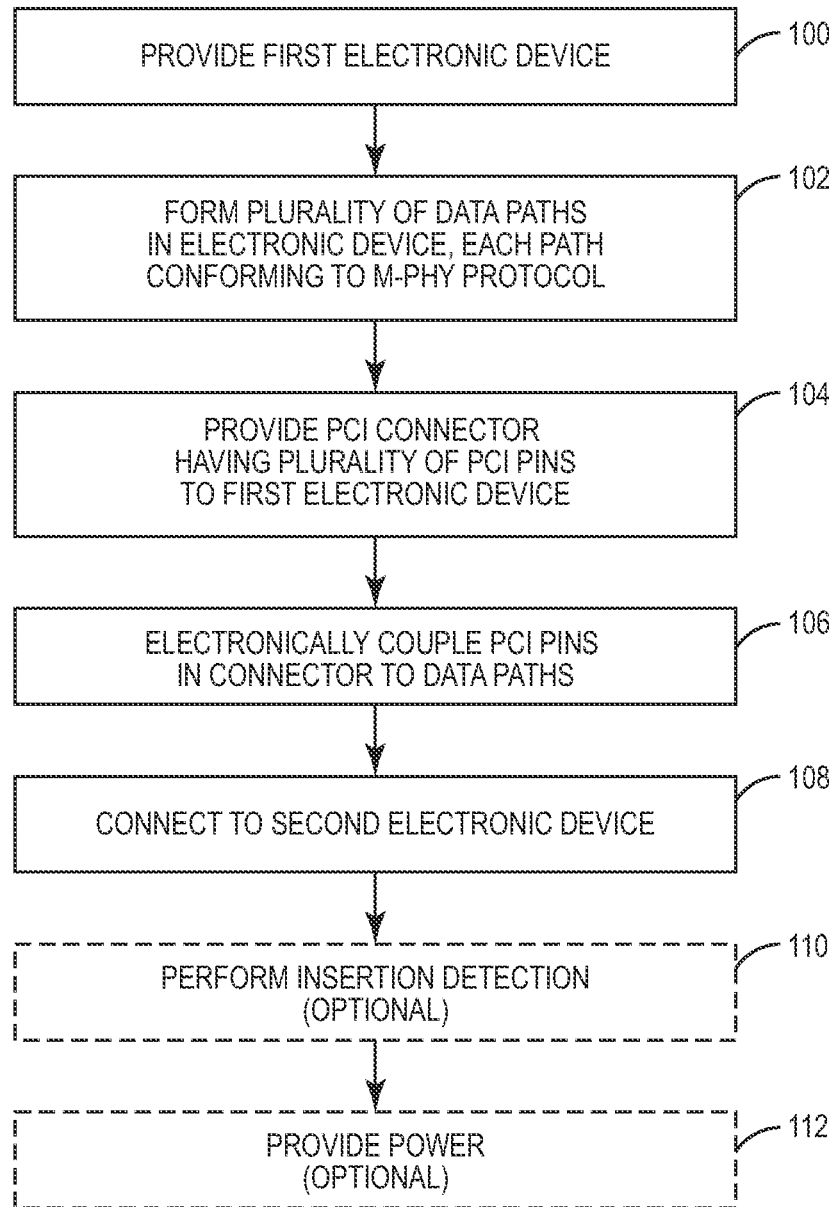 PROVIDE FIRST ELECTRONIC DEVICE
100
FORM PLURALITY OF DATA PATHS
IN ELECTRONIC DEVICE, EACH PATH
CONFORMING TO M-PHY PROTOCOL
102
PROVIDE PCI CONNECTOR
HAVING PLURALITY OF PCI PINS
TO FIRST ELECTRONIC DEVICE
104
ELECTRONICALLY COUPLE PCI PINS
IN CONNECTOR TO DATA PATHS
106
CONNECT TO SECOND ELECTRONIC DEVICE
108
PERFORM INSERTION DETECTION
(OPTIONAL)
110
PROVIDE POWER
(OPTIONAL)
112